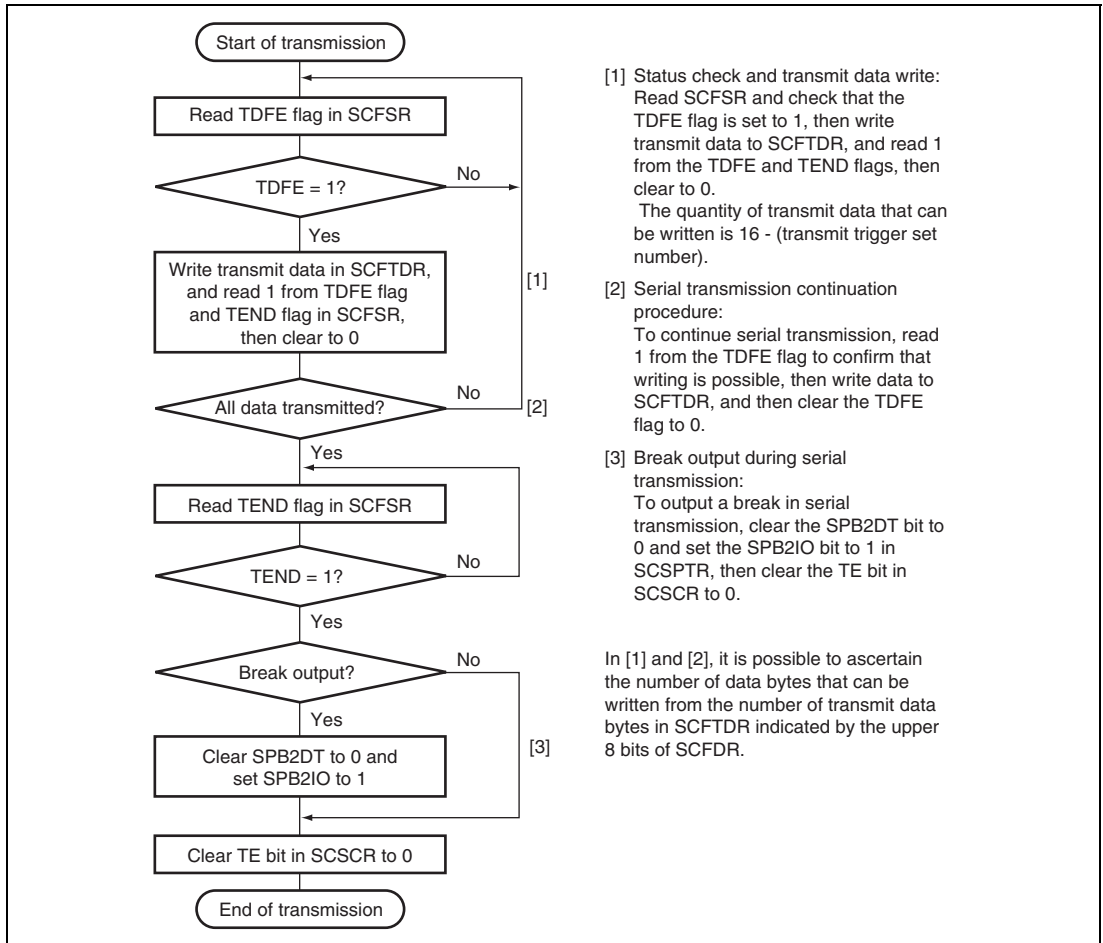 Start of transmission
Read TDFE flag in SCFSR
TDFE = 1?
No
Yes
Write transmit data in SCFTDR,
and read 1 from TDFE flag
and TEND flag in SCFSR,
then clear to 0
[1]
All data transmitted?
No
[2]
Yes
Read TEND flag in SCFSR
TEND = 1?
No
Yes
Break output?
No
Yes
Clear SPB2DT to 0 and
set SPB2IO to 1
[3]
Clear TE bit in SCSCR to 0
End of transmission
[1] Status check and transmit data write:
Read SCFSR and check that the
TDFE flag is set to 1, then write
transmit data to SCFTDR, and read 1
from the TDFE and TEND flags, then
clear to 0.
The quantity of transmit data that can
be written is 16 - (transmit trigger set
number).
[2] Serial transmission continuation
procedure:
To continue serial transmission, read
1 from the TDFE flag to confirm that
writing is possible, then write data to
SCFTDR, and then clear the TDFE
flag to 0.
[3] Break output during serial
transmission:
To output a break in serial
transmission, clear the SPB2DT bit to
0 and set the SPB2IO bit to 1 in
SCSPTR, then clear the TE bit in
SCSCR to 0.
In [1] and [2], it is possible to ascertain
the number of data bytes that can be
written from the number of transmit data
bytes in SCFTDR indicated by the upper
8 bits of SCFDR.